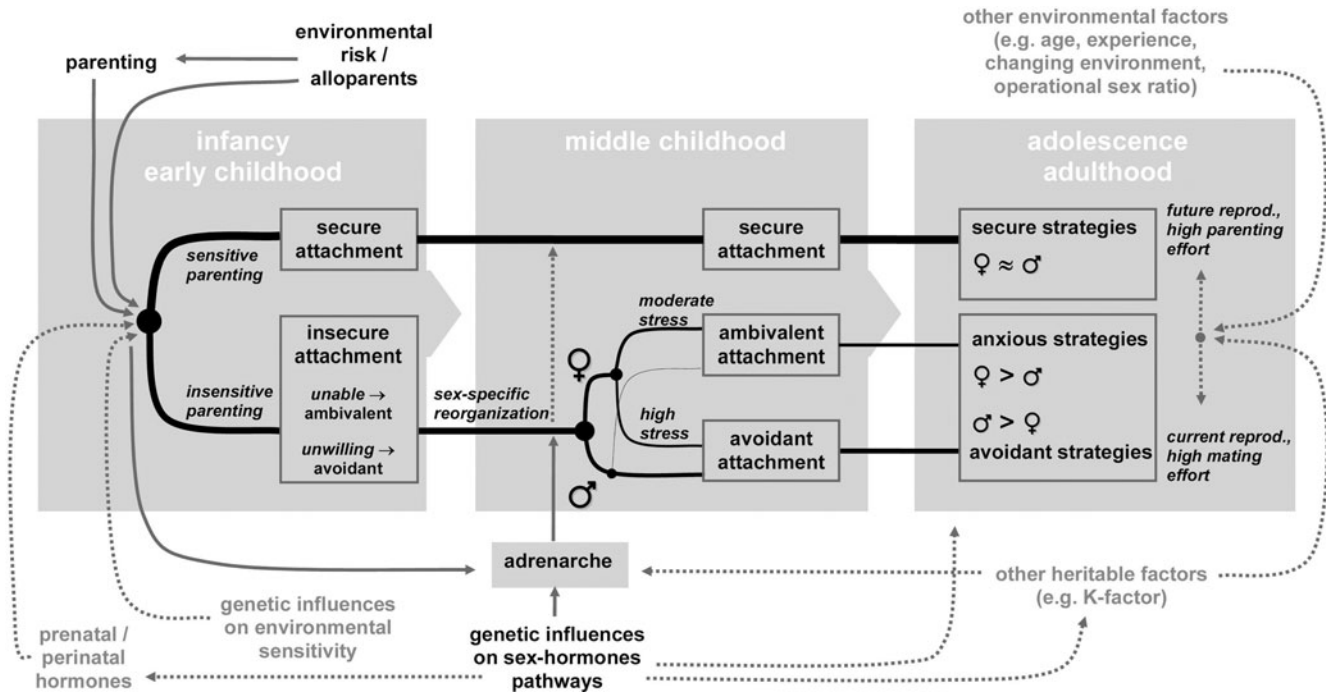 other environmental factors
(e.g. age, experience,
changing environment,
operational sex ratio)
environmental
risk /
alloparents
parenting
infancy
early childhood
middle childhood
adolescence
adulthood
secure
attachment
sensitive
parenting
insecure
attachment
unable →
ambivalent
unwilling →
avoidant
insensitive
parenting
sex-specific
reorganization
♀
♂
moderate
stress
high
stress
secure
attachment
ambivalent
attachment
avoidant
attachment
secure strategies
♀ ≈ ♂
anxious strategies
♀ > ♂
♂ > ♀
avoidant strategies
future reprod.,
high parenting
effort
current reprod.,
high mating
effort
adrenarche
other heritable factors
(e.g. K-factor)
genetic influences
on environmental
sensitivity
genetic influences
on sex-hormones
pathways
prenatal /
perinatal
hormones